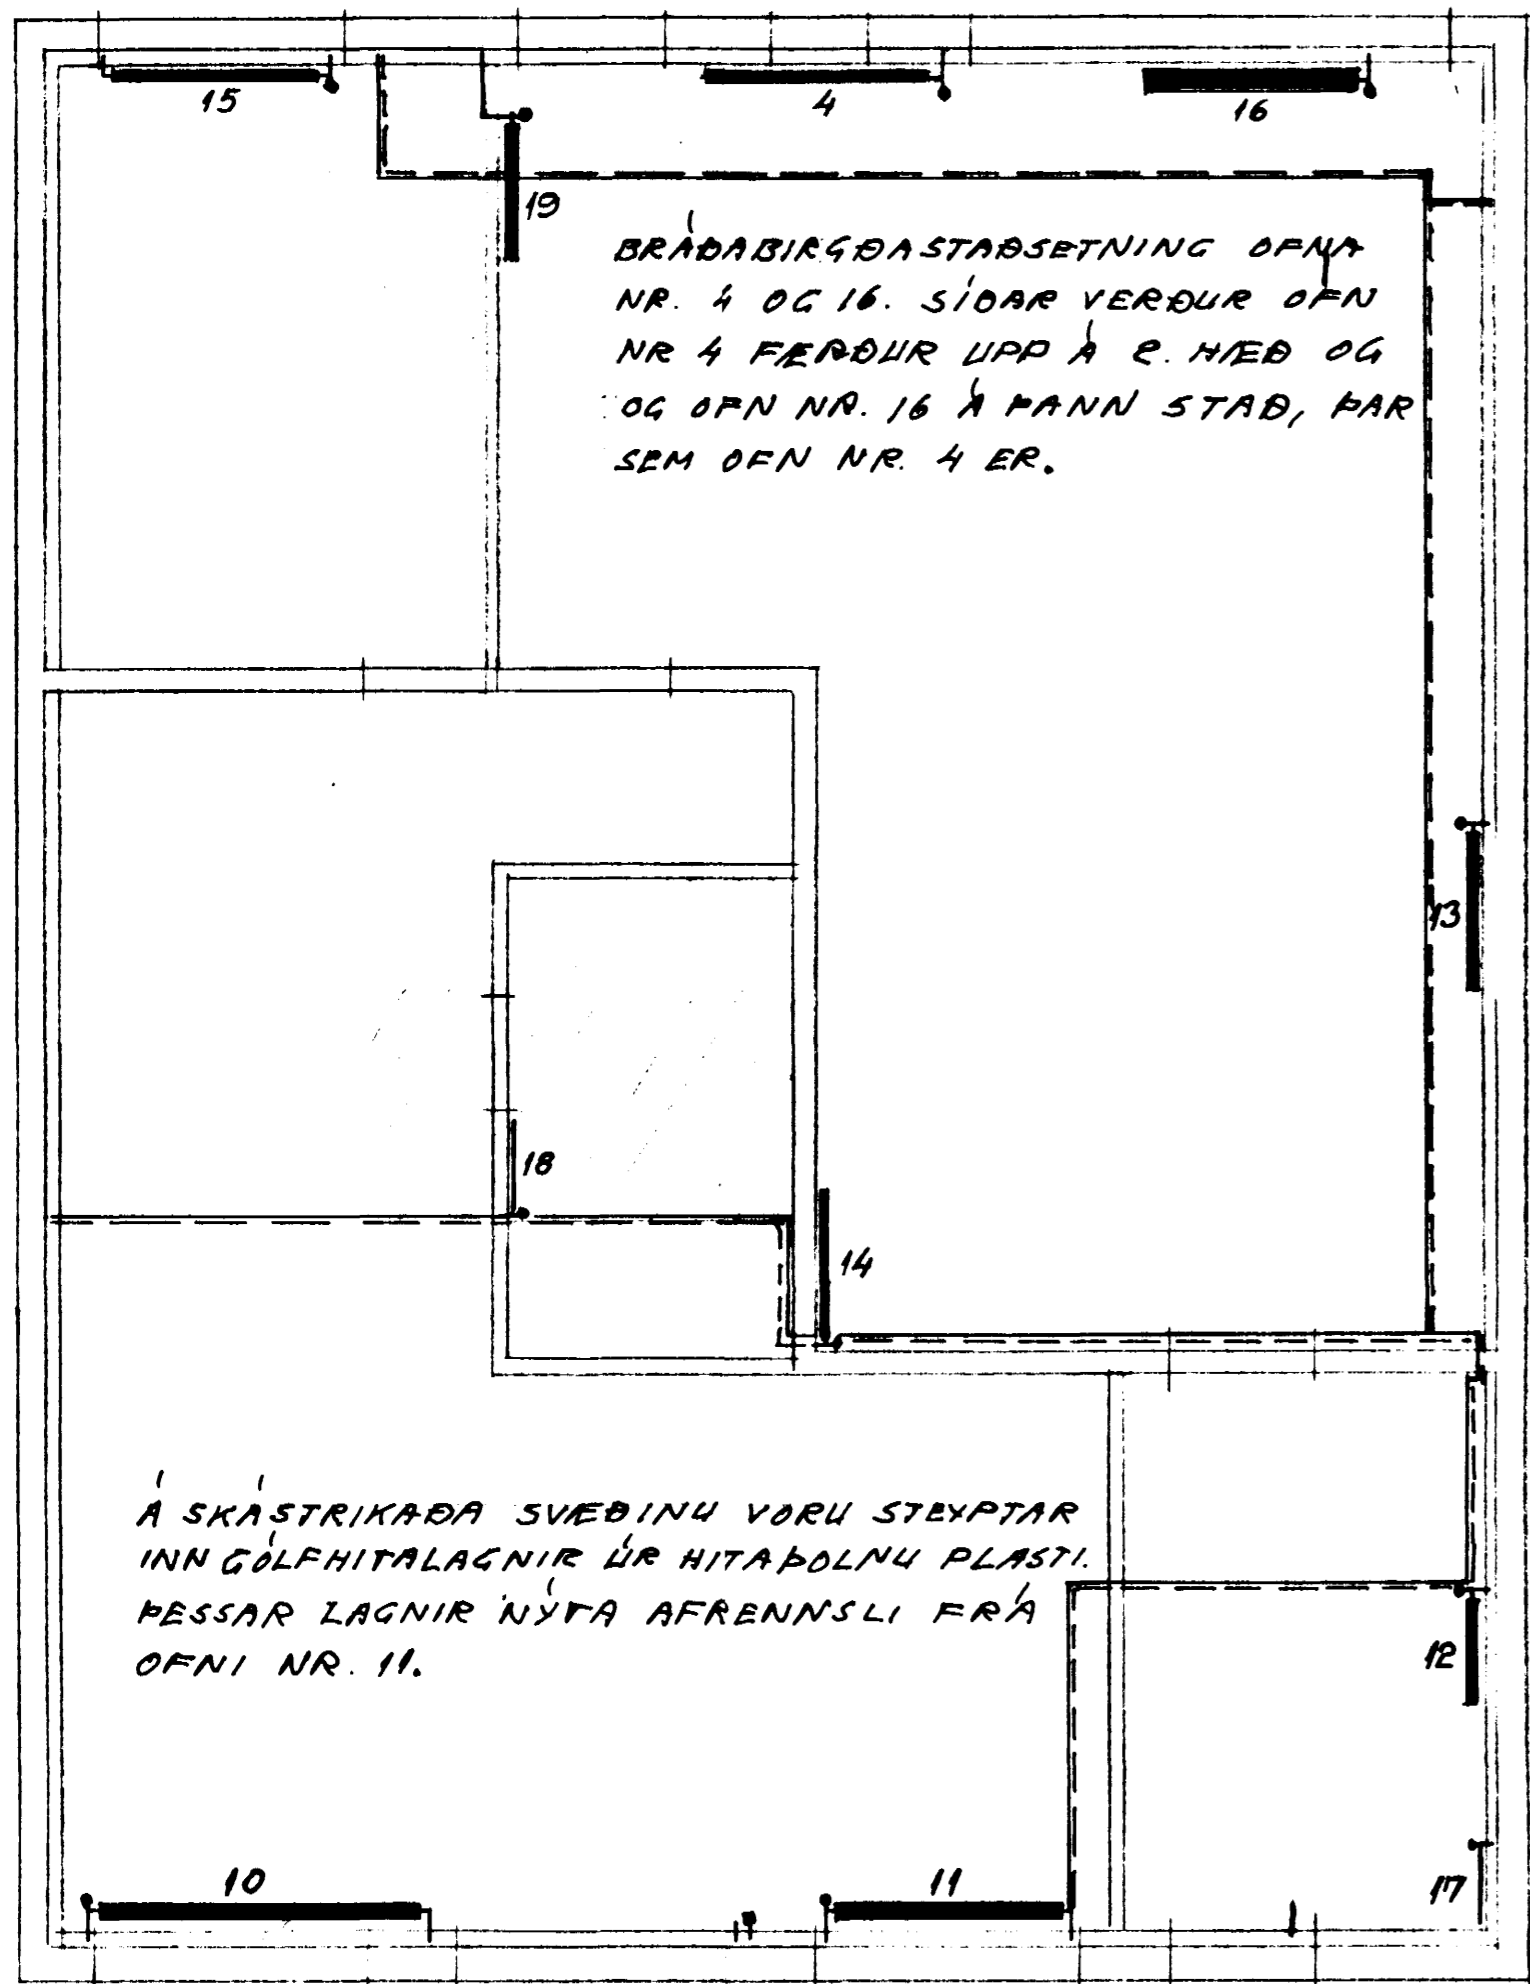 15
4
16
19
BRÁÐABIRGÐASTAÐSETNING OFNA
NR. 4 OG 16. SÍÐAR VERÐUR OFN
NR 4 FÆRÐUR UPP Á 2. HÆÐ OG
OG OFN NR. 16 Á ÞANN STAÐ, ÞAR
SEM OFN NR. 4 ER.
13
18
14
Á SKÁSTRIKAÐA SVÆÐINU VORU STEYPTAR
INN GÓLFHITALAGNIR ÚR HITAÞOLNU PLASTI.
ÞESSAR LAGNIR NÝTA AFRENNSLI FRÁ
OFNI NR. 11.
12
10
11
17